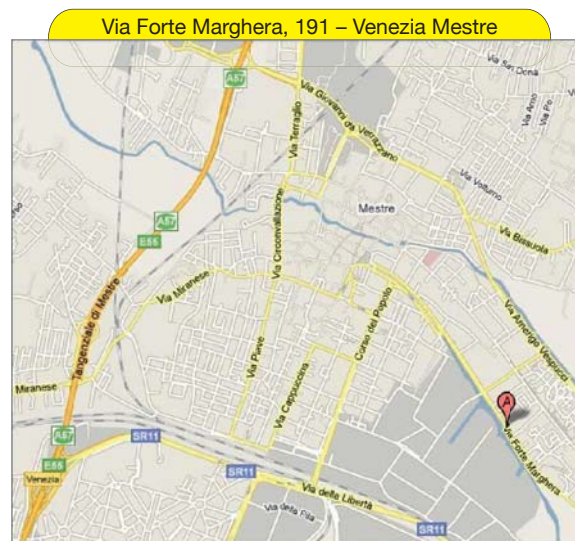 Via Forte Marghera, 191 – Venezia Mestre
A57
A57
Via San Donà
Via Giovanni da Verrazzano
Via Arno
Via Po
Via Terraglio
Via Volturno
A57
E55
Mestre
Via Circonvallazione
Via Bissuola
Tangenziale di Mestre
Via Miranese
Corso del Popolo
Via Amerigo Vespucci
Via Piave
Via Cappuccina
Miranese
A
Via Forte Marghera
A57
SR11
E55
SR11
Venezia
Via della Libertà
Via della Pila
SR11